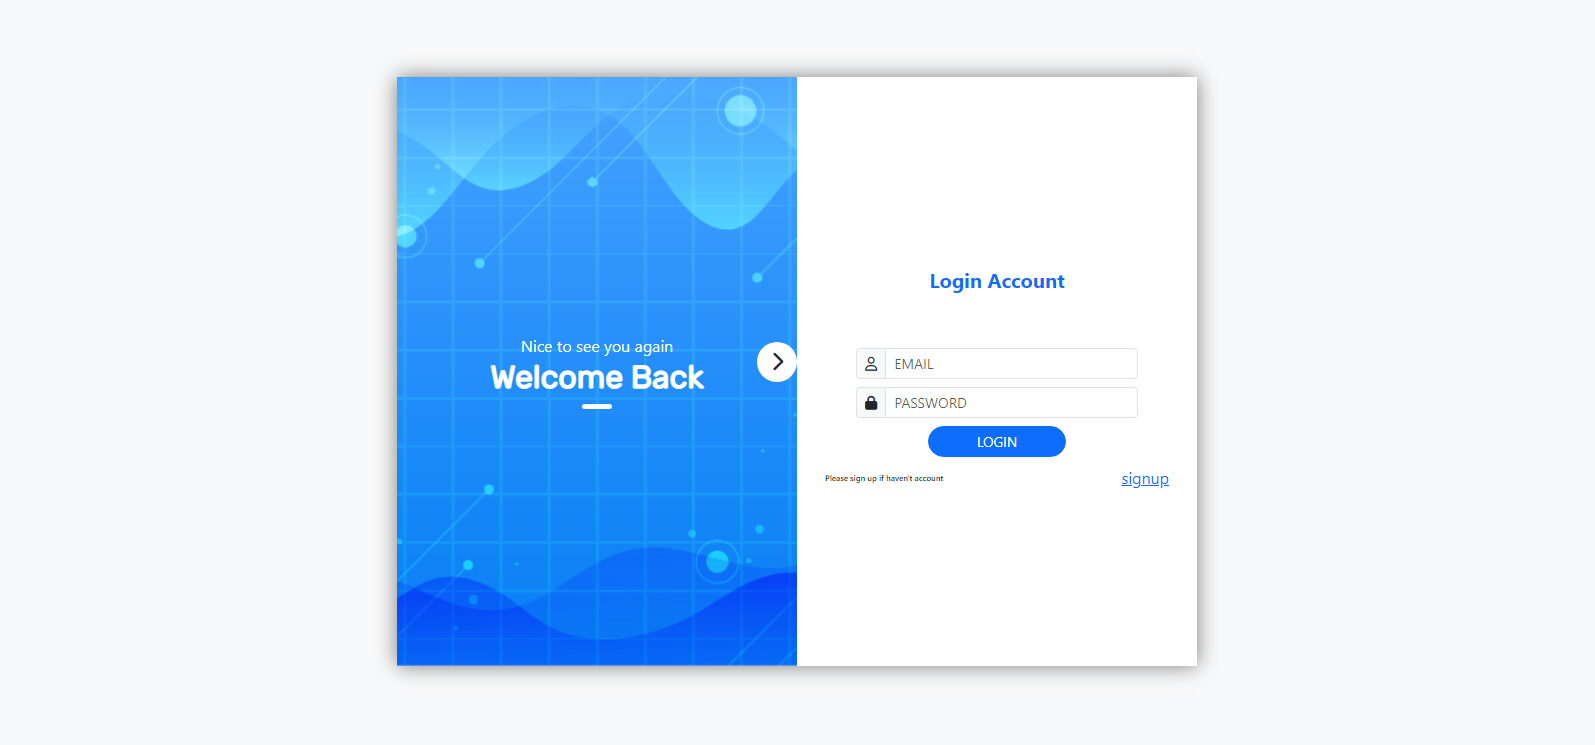 Nice to see you again
Welcome Back
Login Account
EMAIL
PASSWORD
LOGIN
Please sign up if haven't account
signup